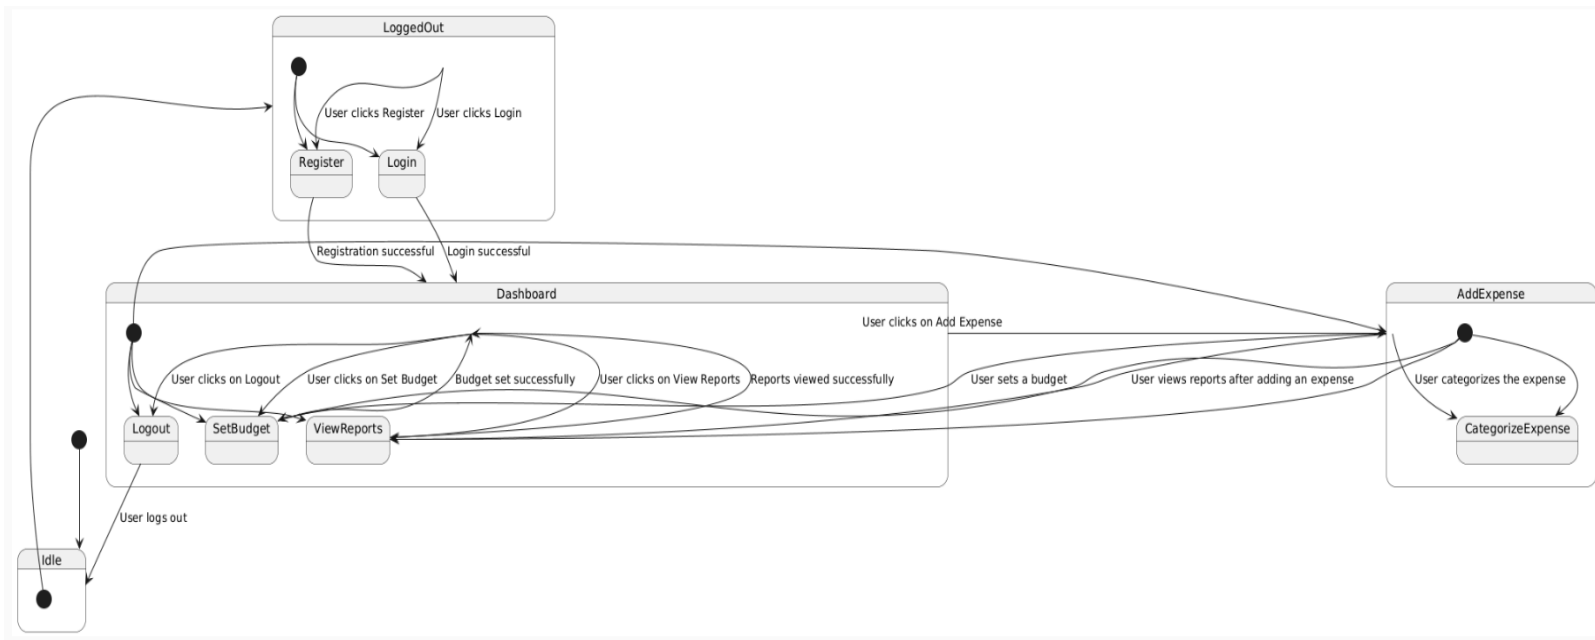 LoggedOut
User clicks Register
User clicks Login
Register
Login
Registration successful
Login successful
Dashboard
AddExpense
User clicks on Add Expense
User clicks on Logout
User clicks on Set Budget
Budget set successfully
User clicks on View Reports
Reports viewed successfully
User sets a budget
User views reports after adding an expense
User categorizes the expense
Logout
SetBudget
ViewReports
CategorizeExpense
User logs out
Idle